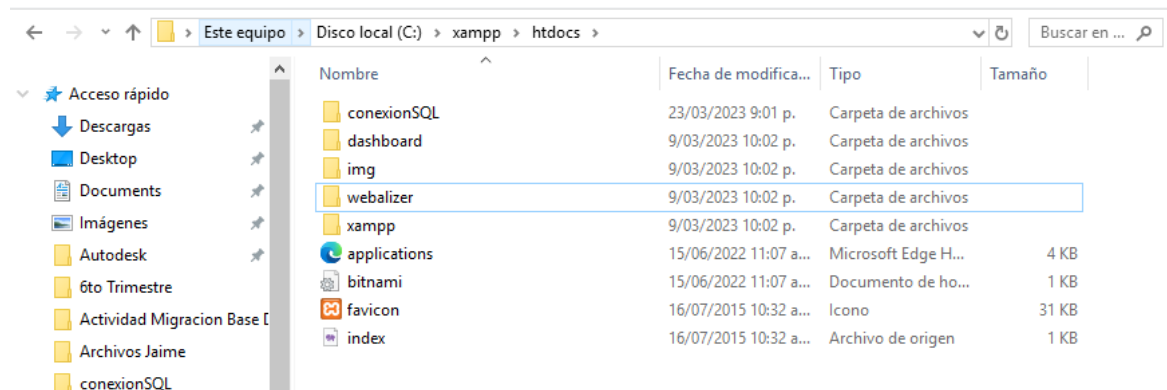 Este equipo > Disco local (C:) > xampp > htdocs >
Buscar en ...
Nombre Fecha de modifica... Tipo Tamaño
Acceso rápido
Descargas
Desktop
Documents
Imágenes
Autodesk
6to Trimestre
Actividad Migracion Base D
Archivos Jaime
conexionSQL
conexionSQL 23/03/2023 9:01 p. Carpeta de archivos
dashboard 9/03/2023 10:02 p. Carpeta de archivos
img 9/03/2023 10:02 p. Carpeta de archivos
webalizer 9/03/2023 10:02 p. Carpeta de archivos
xampp 9/03/2023 10:02 p. Carpeta de archivos
applications 15/06/2022 11:07 a... Microsoft Edge H... 4 KB
bitnami 15/06/2022 11:07 a... Documento de ho... 1 KB
favicon 16/07/2015 10:32 a... Icono 31 KB
index 16/07/2015 10:32 a... Archivo de origen 1 KB